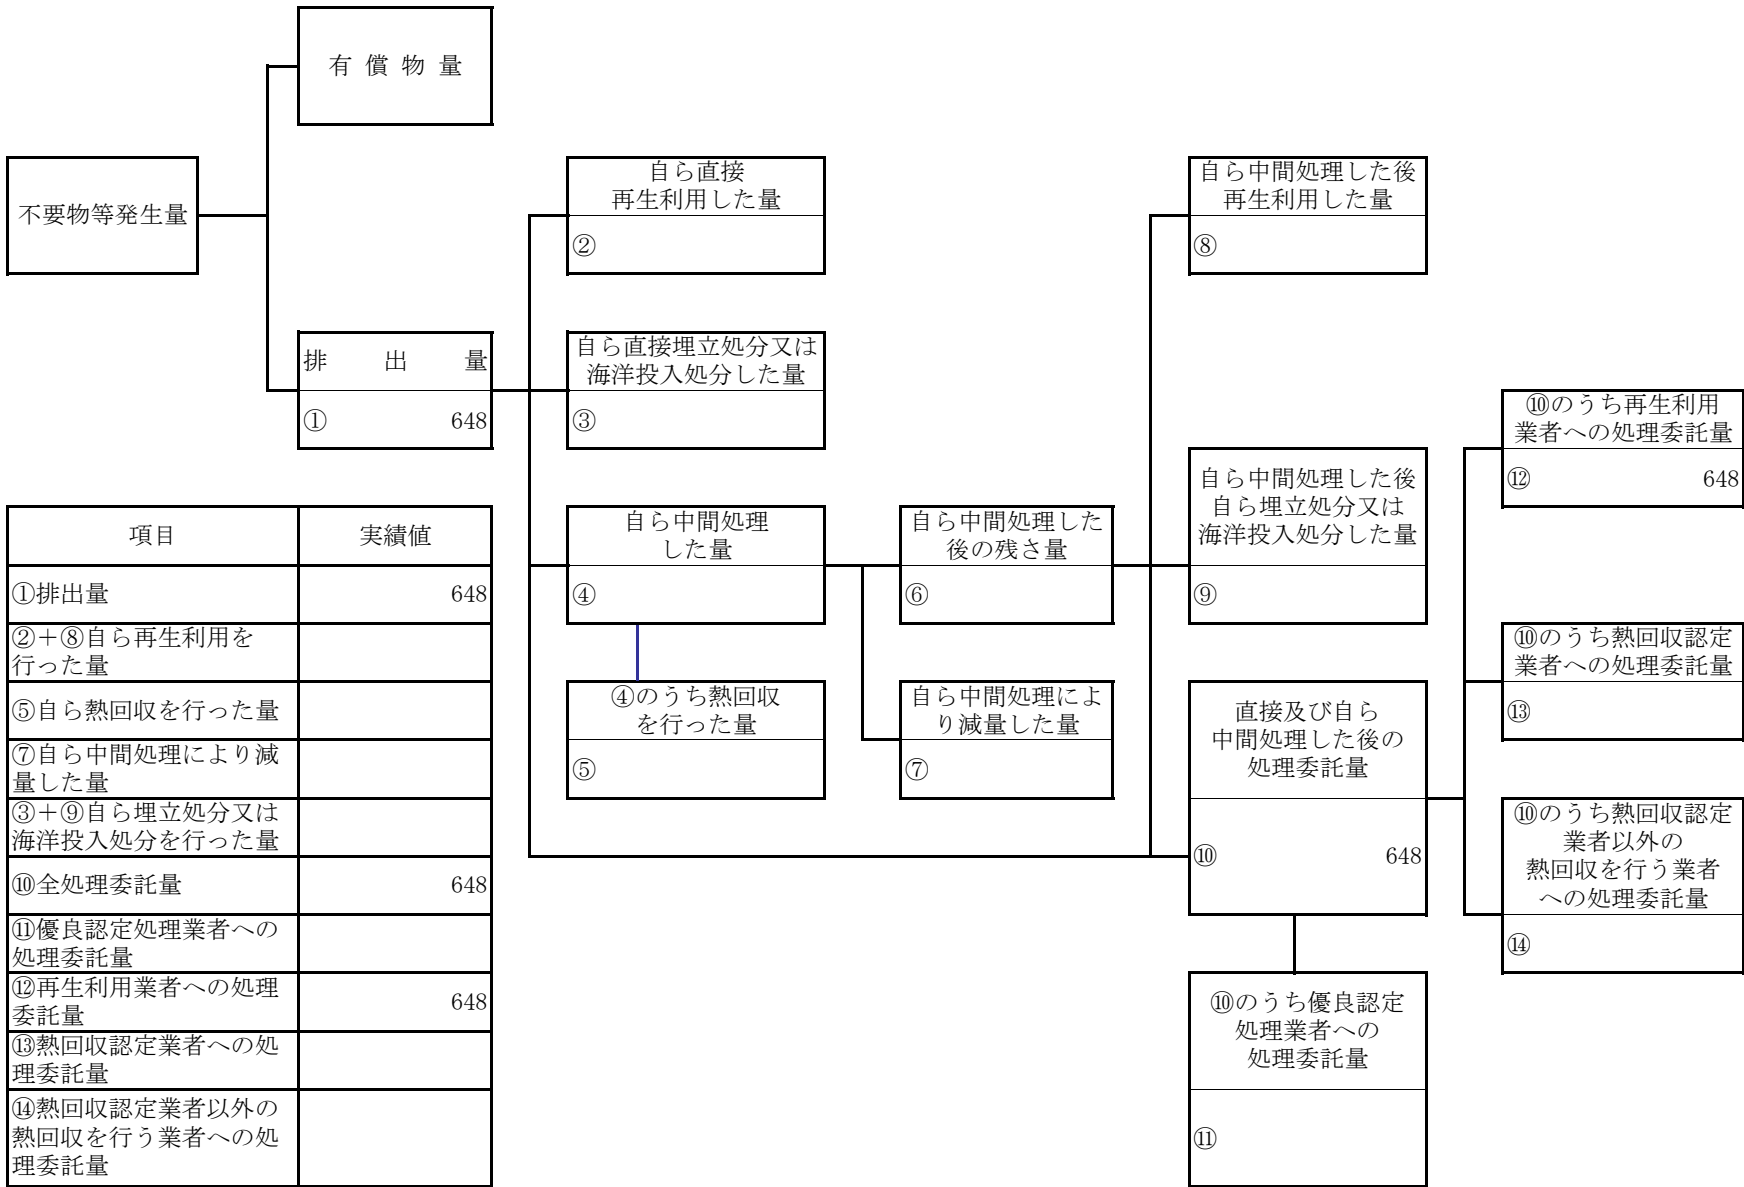 有償物量
不要物等発生量
自ら直接
再生利用した量
②
自ら中間処理した後
再生利用した量
⑧
排出量
① 648
自ら直接埋立処分又は
海洋投入処分した量
③
⑩のうち再生利用
業者への処理委託量
⑫ 648
自ら中間処理した後
自ら埋立処分又は
海洋投入処分した量
⑨
自ら中間処理
した量
④
自ら中間処理した
後の残さ量
⑥
⑩のうち熱回収認定
業者への処理委託量
⑬
④のうち熱回収
を行った量
⑤
自ら中間処理によ
り減量した量
⑦
直接及び自ら
中間処理した後の
処理委託量
⑩ 648
⑩のうち熱回収認定
業者以外の
熱回収を行う業者
への処理委託量
⑭
⑩のうち優良認定
処理業者への
処理委託量
⑪
項目 実績値
①排出量 648
②+⑧自ら再生利用を
行った量
⑤自ら熱回収を行った量
⑦自ら中間処理により減
量した量
③+⑨自ら埋立処分又は
海洋投入処分を行った量
⑩全処理委託量 648
⑪優良認定処理業者への
処理委託量
⑫再生利用業者への処理
委託量 648
⑬熱回収認定業者への処
理委託量
⑭熱回収認定業者以外の
熱回収を行う業者への処
理委託量